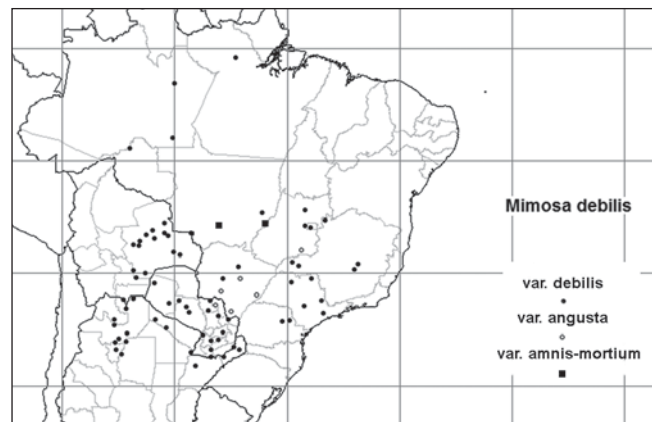 Mimosa debilis
var. debilis
var. angusta
var. amnis-mortium